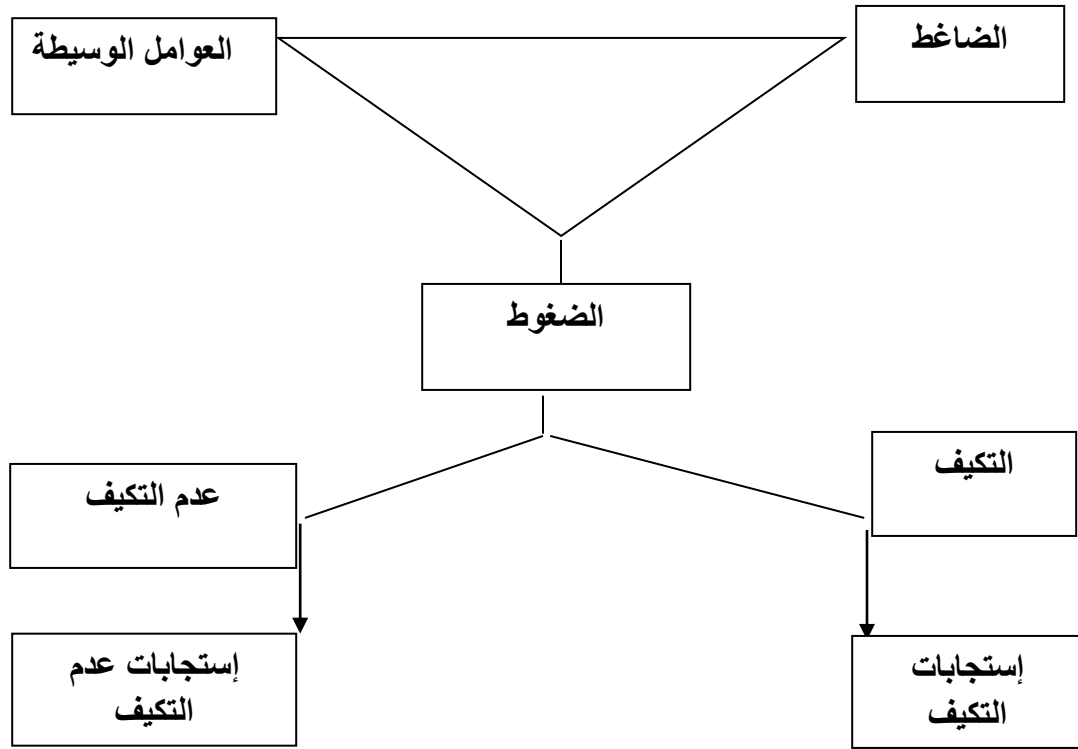 الضاغط
العوامل الوسيطة
الضغوط
التكيف
عدم التكيف
إستجابات
التكيف
إستجابات عدم
التكيف